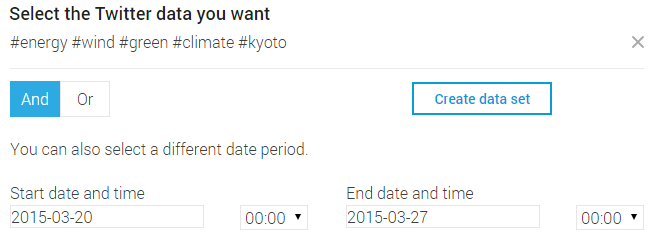 Select the Twitter data you want
#energy #wind #green #climate #kyoto
And Or Create data set
You can also select a different date period.
Start date and time End date and time
2015-03-20 00:00 2015-03-27 00:00